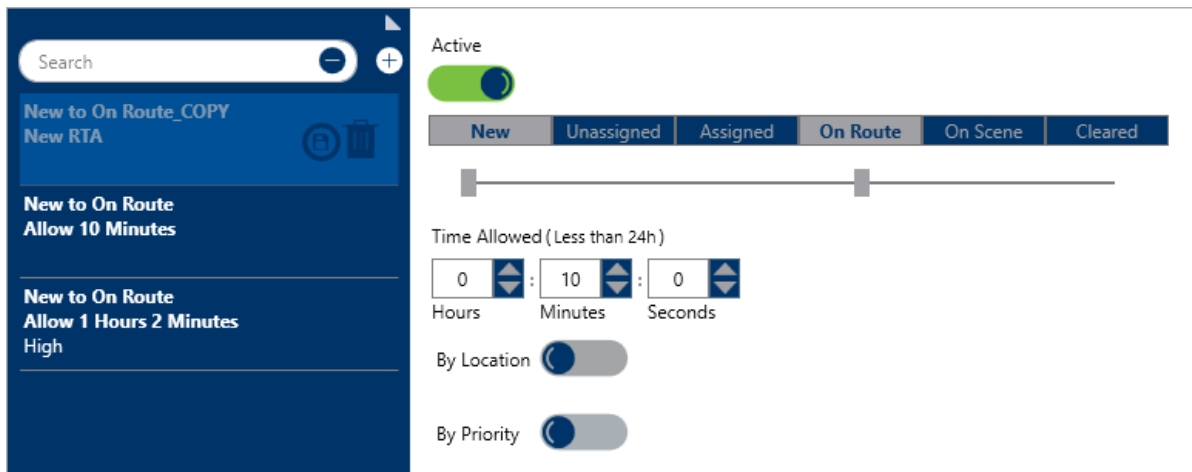 Search
New to On Route_COPY
New RTA
New to On Route
Allow 10 Minutes
New to On Route
Allow 1 Hours 2 Minutes
High
Active
New Unassigned Assigned On Route On Scene Cleared
Time Allowed ( Less than 24h )
0 : 10 : 0
Hours Minutes Seconds
By Location
By Priority